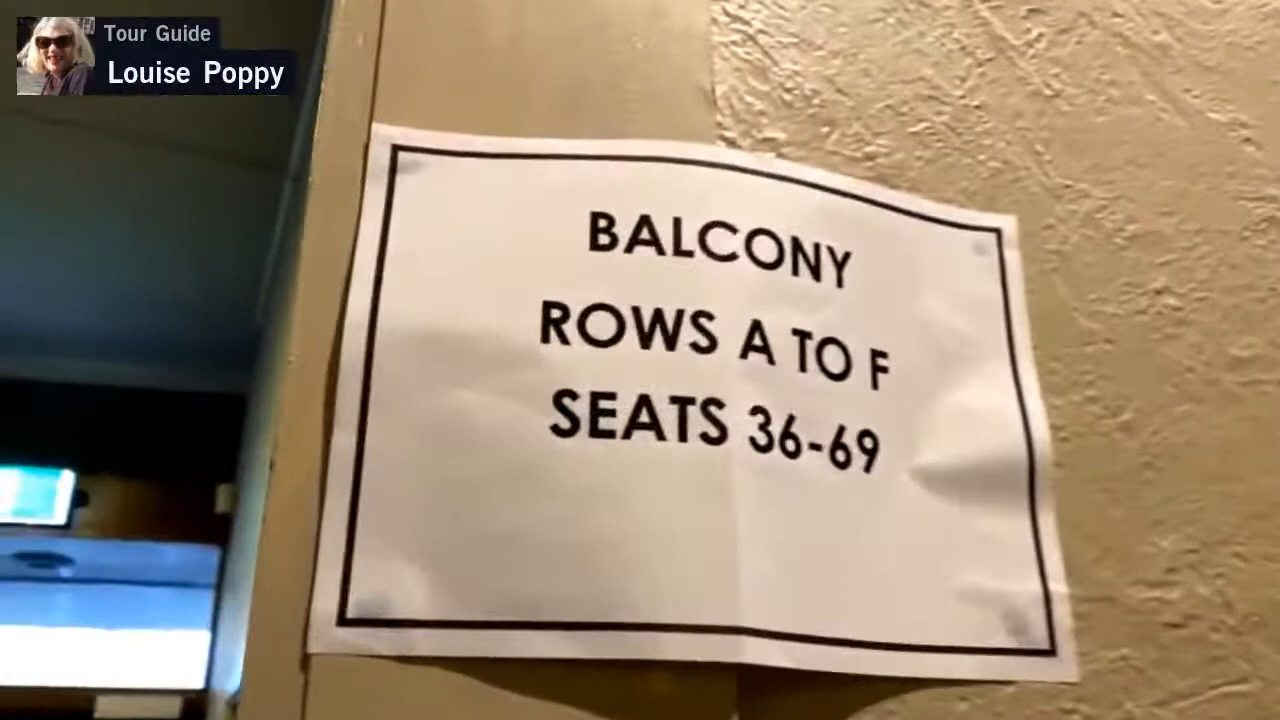 Tour Guide
Louise Poppy
BALCONY
ROWS A TO F
SEATS 36-69